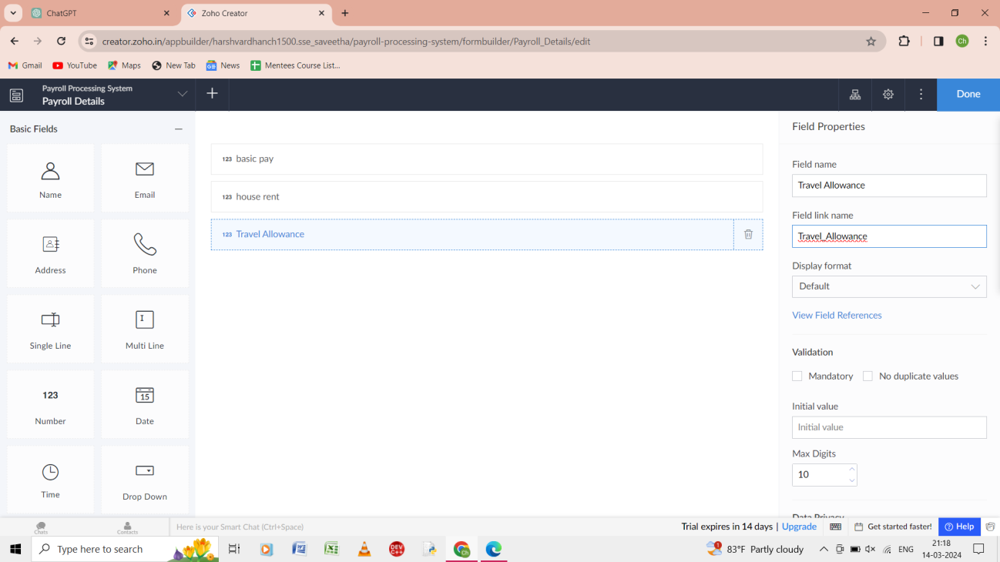 ChatGPT
Zoho Creator
creator.zoho.in/appbuilder/harshvardhanch1500.sse_saveetha/payroll-processing-system/formbuilder/Payroll_Details/edit
Ch
Gmail
YouTube
Maps
New Tab
News
Mentees Course List...
Payroll Processing System
Payroll Details
Done
Basic Fields
Name
Email
Address
Phone
Single Line
Multi Line
123
Number
15
Date
Time
Drop Down
123 basic pay
123 house rent
123 Travel Allowance
Field Properties
Field name
Travel Allowance
Field link name
Travel_Allowance
Display format
Default
View Field References
Validation
Mandatory
No duplicate values
Initial value
Initial value
Max Digits
10
Data Privacy
Chats
Contacts
Here is your Smart Chat (Ctrl+Space)
Trial expires in 14 days | Upgrade
Get started faster!
Help
Type here to search
DEV
C++
Ch
1
83°F Partly cloudy
ENG
21:18
14-03-2024